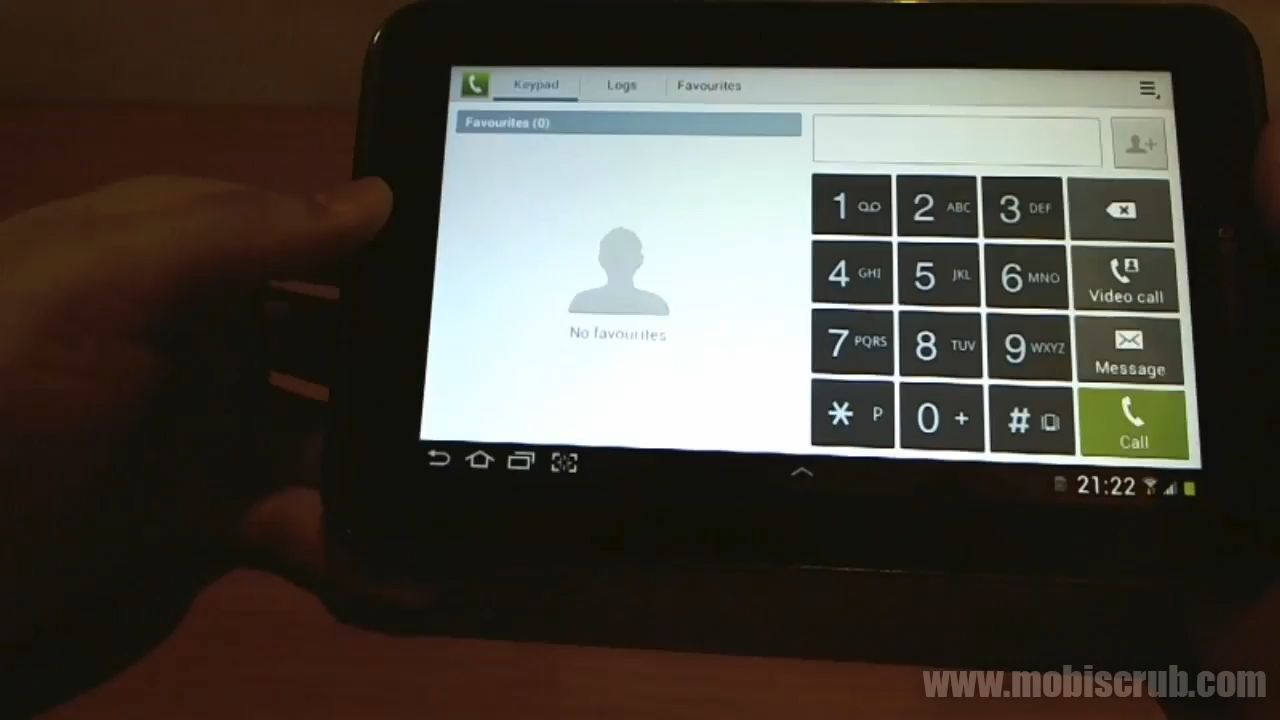 Keypad Logs Favourites
Favourites (0)
No favourites
1 2 ABC 3 DEF
4 GHI 5 JKL 6 MNO Video call
7 PQRS 8 TUV 9 WXYZ Message
* P 0 + # Call
21:22
www.mobiscrub.com